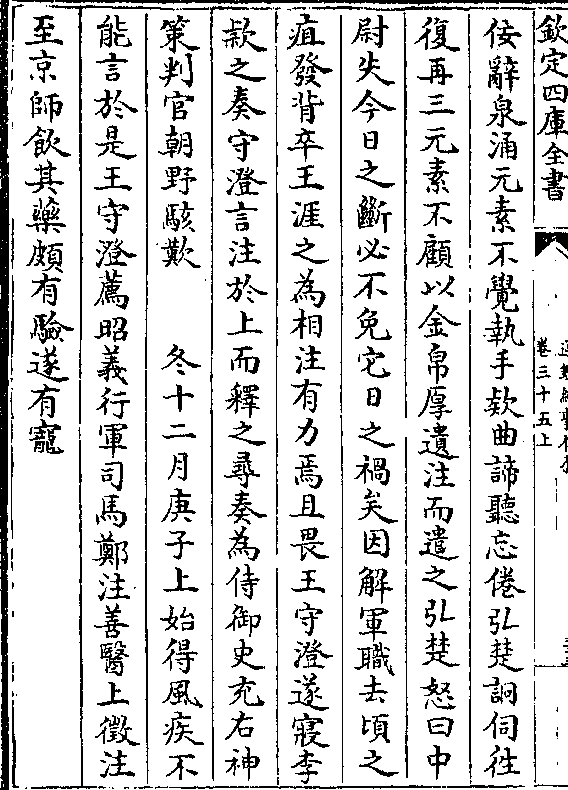 欽定四庫全書
卷三十五上
佞辭泉涌元素不覺執手欵曲諦聽忘倦弘楚詗伺徃
復再三元素不顧以金帛厚遺注而遣之弘楚怒曰中
尉失今日之斷必不免它日之禍矣因解軍職去頃之
疽發背卒王涯之為相注有力焉且畏王守澄遂寢李
欵之奏守澄言注於上而釋之尋奏為侍御史充右神
策判官朝野駭歎　　冬十二月庚子上始得風疾不
能言於是王守澄薦昭義行軍司馬鄭注善醫上徵注
至京師飲其藥頗有驗遂有寵